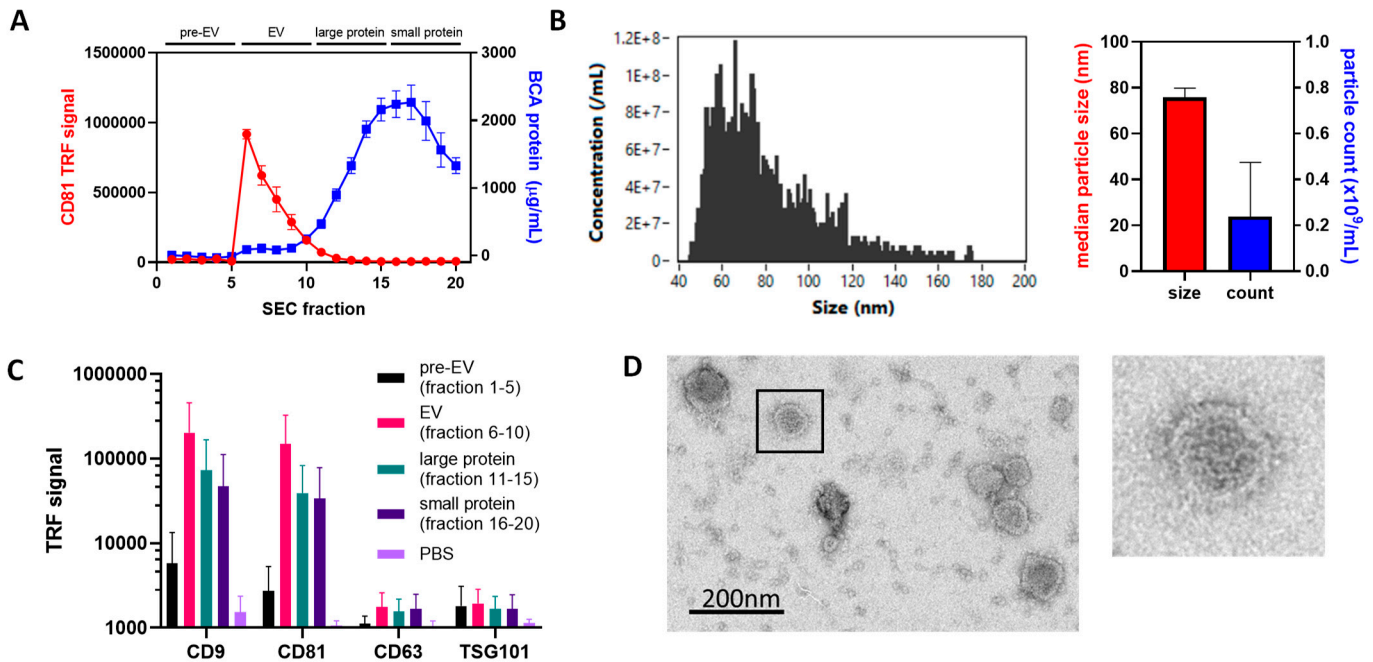 A
pre-EV EV large protein small protein
1500000
1000000
500000
0
CD81 TRF signal
3000
2000
1000
0
BCA protein (µg/mL)
0 5 10 15 20
SEC fraction
B
1.2E+8
1E+8
8E+7
6E+7
4E+7
2E+7
0
Concentration (/mL)
40 60 80 100 120 140 160 180 200
Size (nm)
100
80
60
40
20
0
median particle size (nm)
1.0
0.8
0.6
0.4
0.2
0.0
particle count (x10⁹/mL)
size count
C
1000000
100000
10000
1000
TRF signal
CD9 CD81 CD63 TSG101
pre-EV
(fraction 1-5)
EV
(fraction 6-10)
large protein
(fraction 11-15)
small protein
(fraction 16-20)
PBS
D
200nm